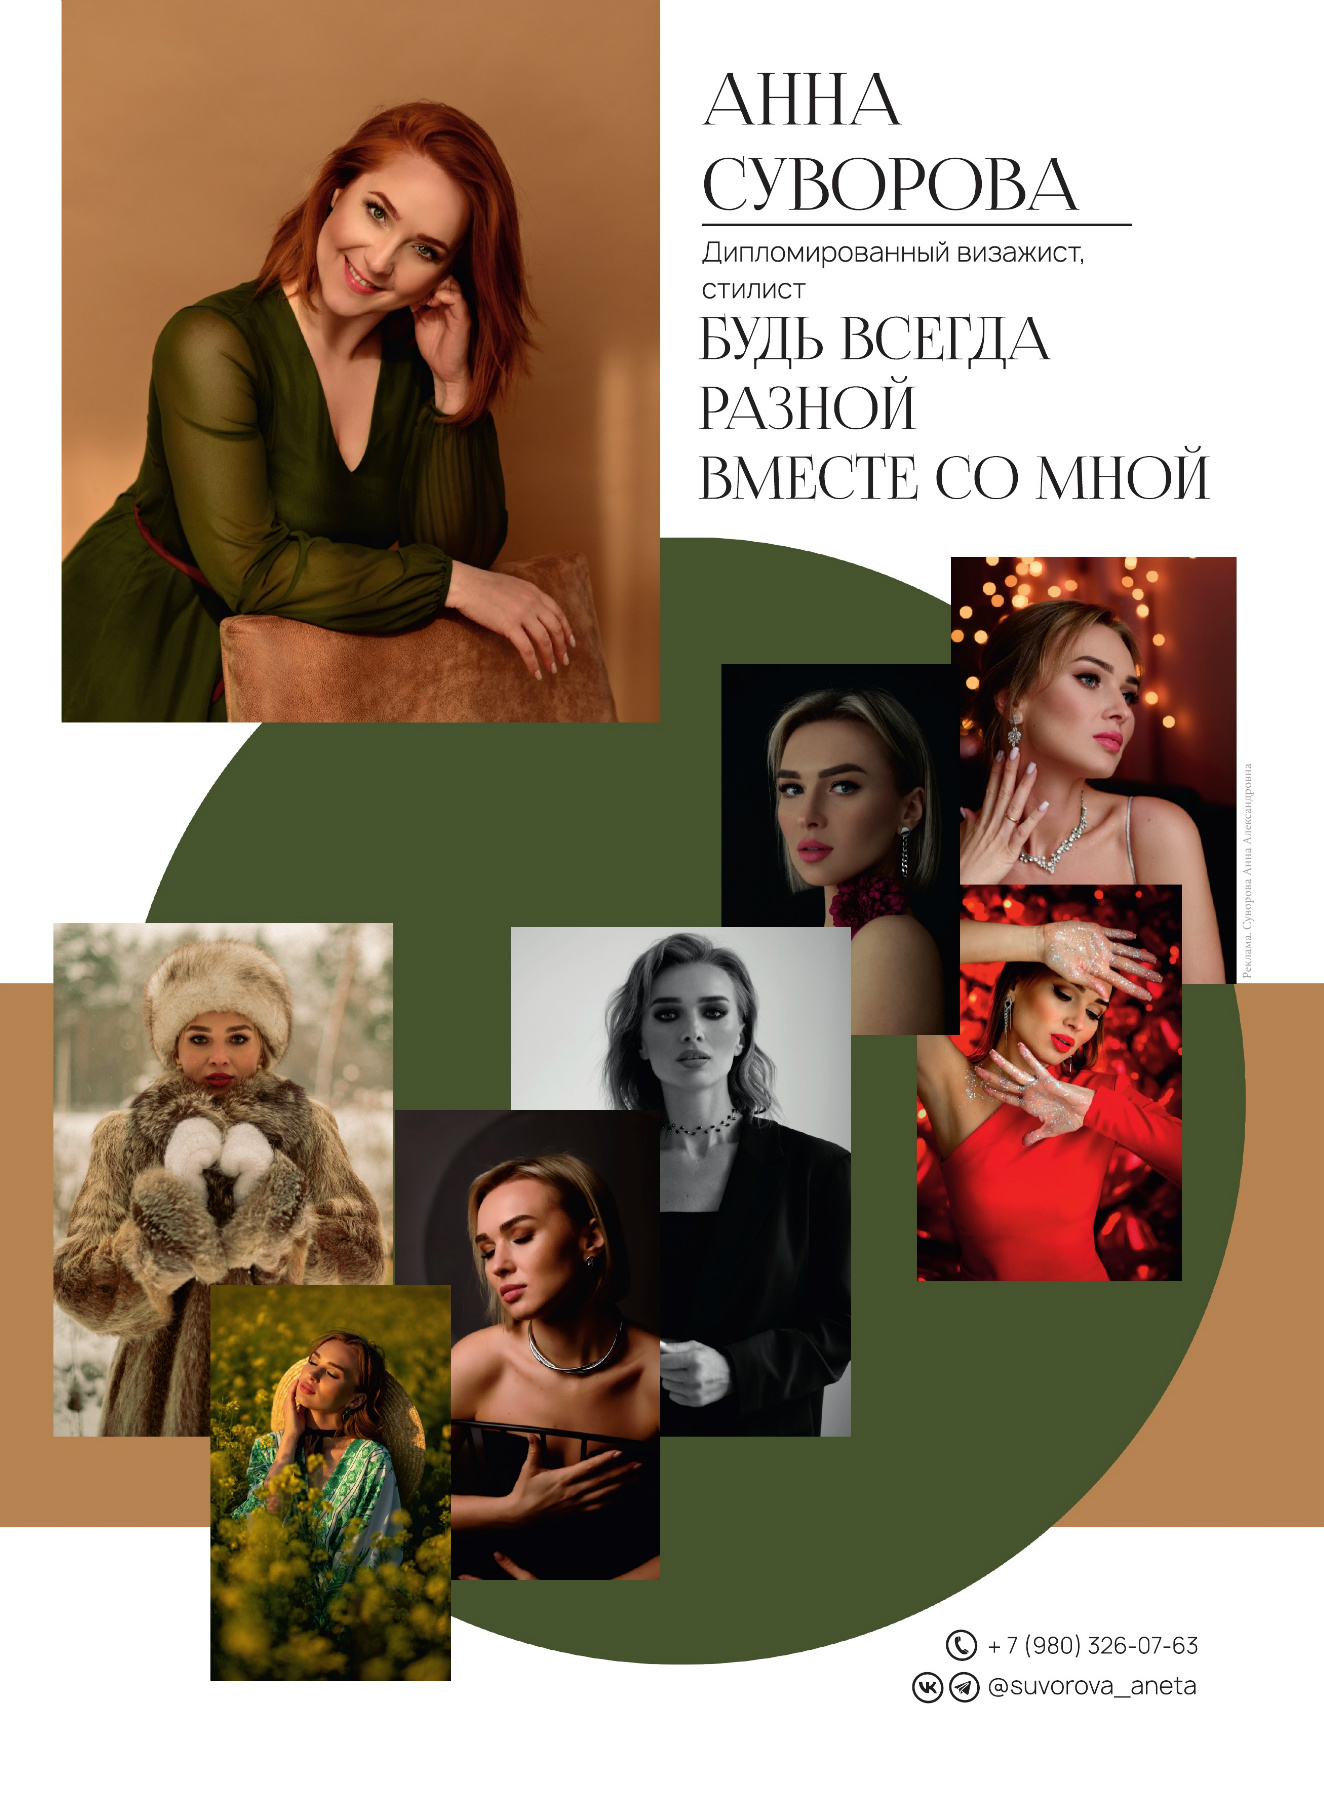 АННА
СУВОРОВА
Дипломированный визажист,
стилист
БУДЬ ВСЕГДА
РАЗНОЙ
ВМЕСТЕ СО МНОЙ
Реклама. Суворова Анна Александровна
+ 7 (980) 326-07-63
@suvorova_aneta